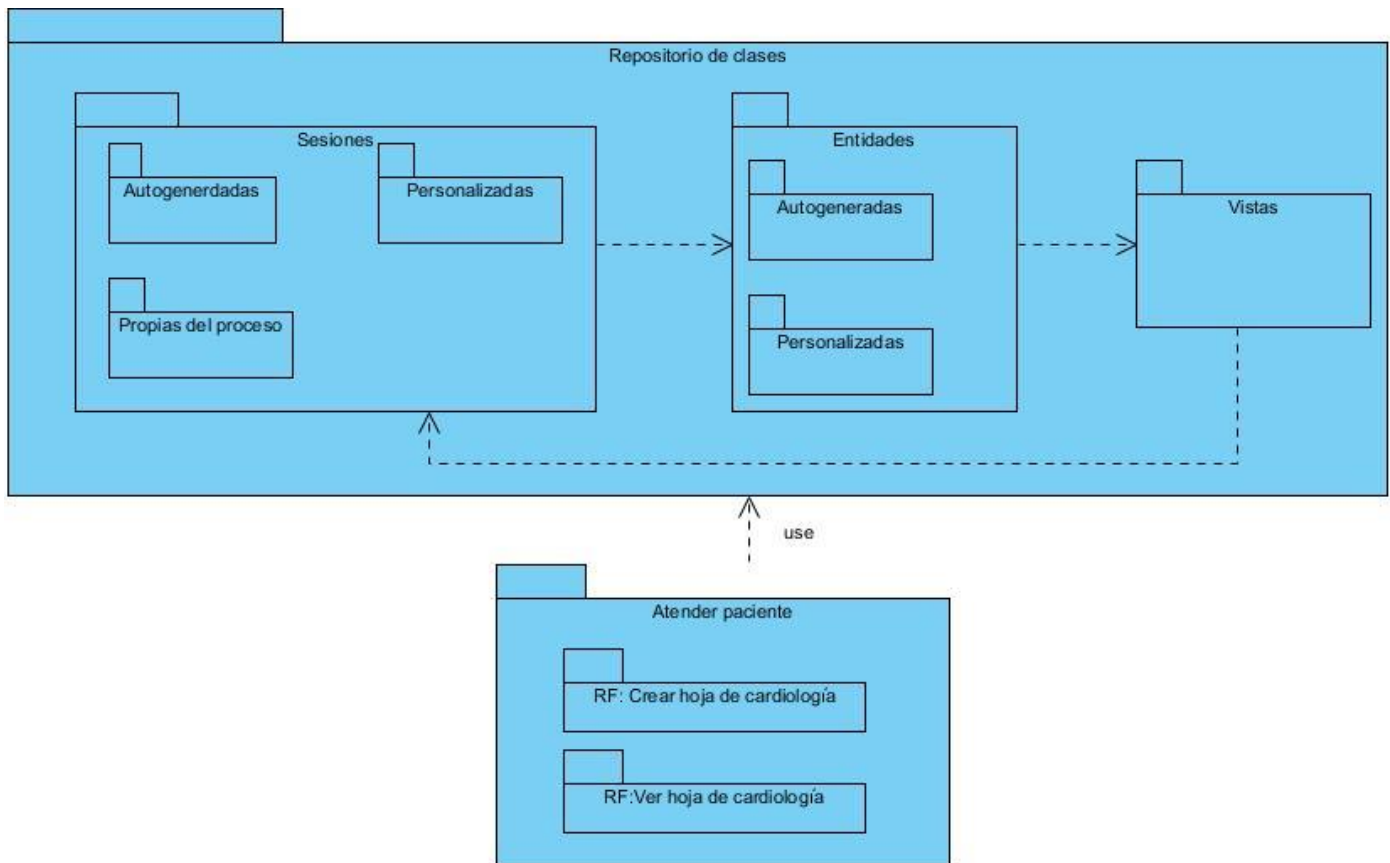 Repositorio de clases
Sesiones
Autogenerdadas
Personalizadas
Propias del proceso
Entidades
Autogeneradas
Personalizadas
Vistas
use
Atender paciente
RF: Crear hoja de cardiología
RF:Ver hoja de cardiología